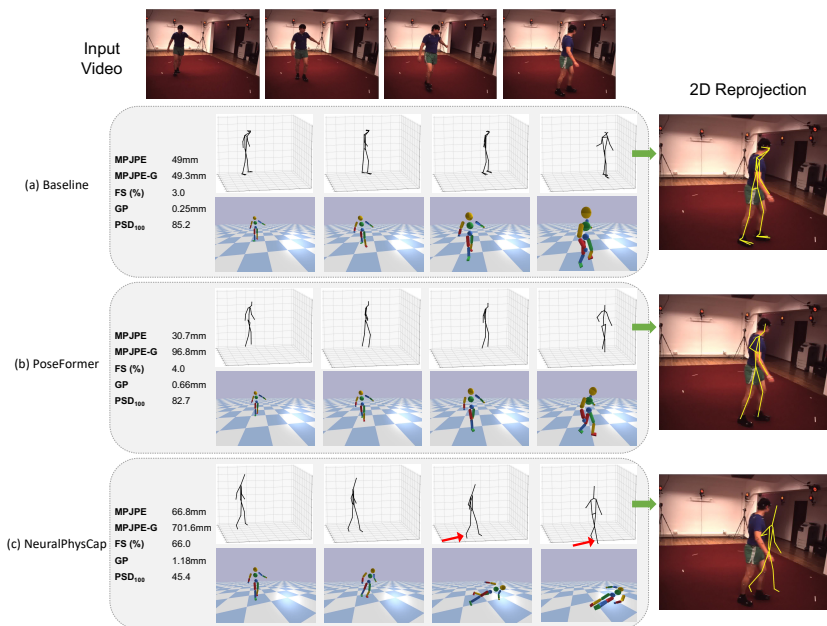 Input
Video
2D Reprojection
(a) Baseline
MPJPE 49mm
MPJPE-G 49.3mm
FS (%) 3.0
GP 0.25mm
PSD₁₀₀ 85.2
(b) PoseFormer
MPJPE 30.7mm
MPJPE-G 96.8mm
FS (%) 4.0
GP 0.66mm
PSD₁₀₀ 82.7
(c) NeuralPhysCap
MPJPE 66.8mm
MPJPE-G 701.6mm
FS (%) 66.0
GP 1.18mm
PSD₁₀₀ 45.4